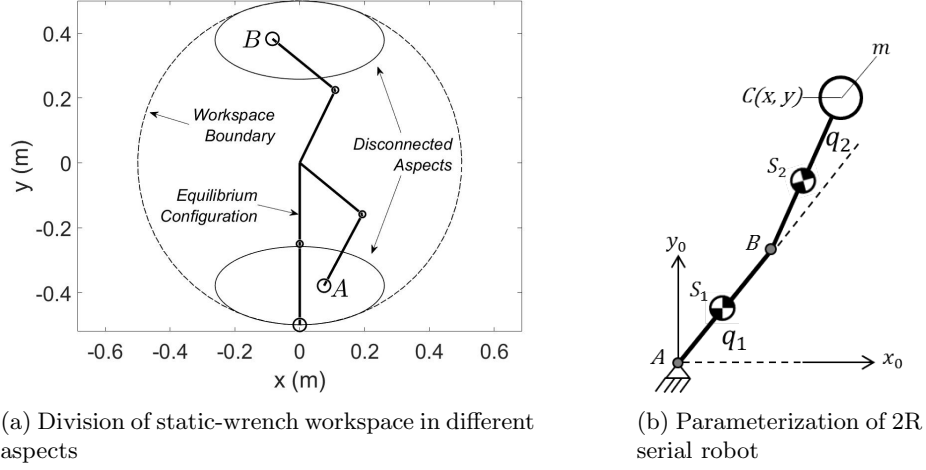 0.4
0.2
0
-0.2
-0.4
y (m)
B
Workspace
Boundary
Disconnected
Aspects
Equilibrium
Configuration
A
-0.6 -0.4 -0.2 0 0.2 0.4 0.6
x (m)
(a) Division of static-wrench workspace in different
aspects
m
C(x, y)
q2
S2
B
y0
S1
q1
A
x0
(b) Parameterization of 2R
serial robot